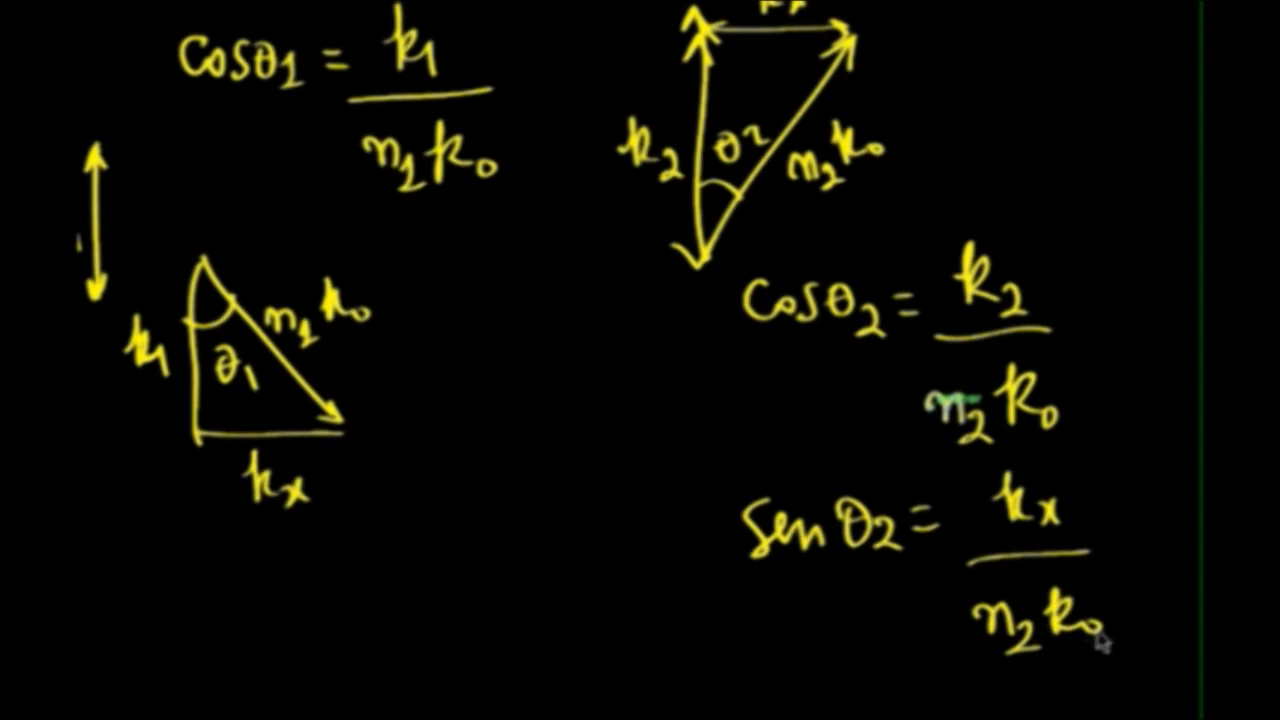 cosθ1 = k1
n1k0
k2 θ2 n2k0
k1 θ1 n1k0
kx
cosθ2 = k2
n2k0
senθ2 = kx
n2k0